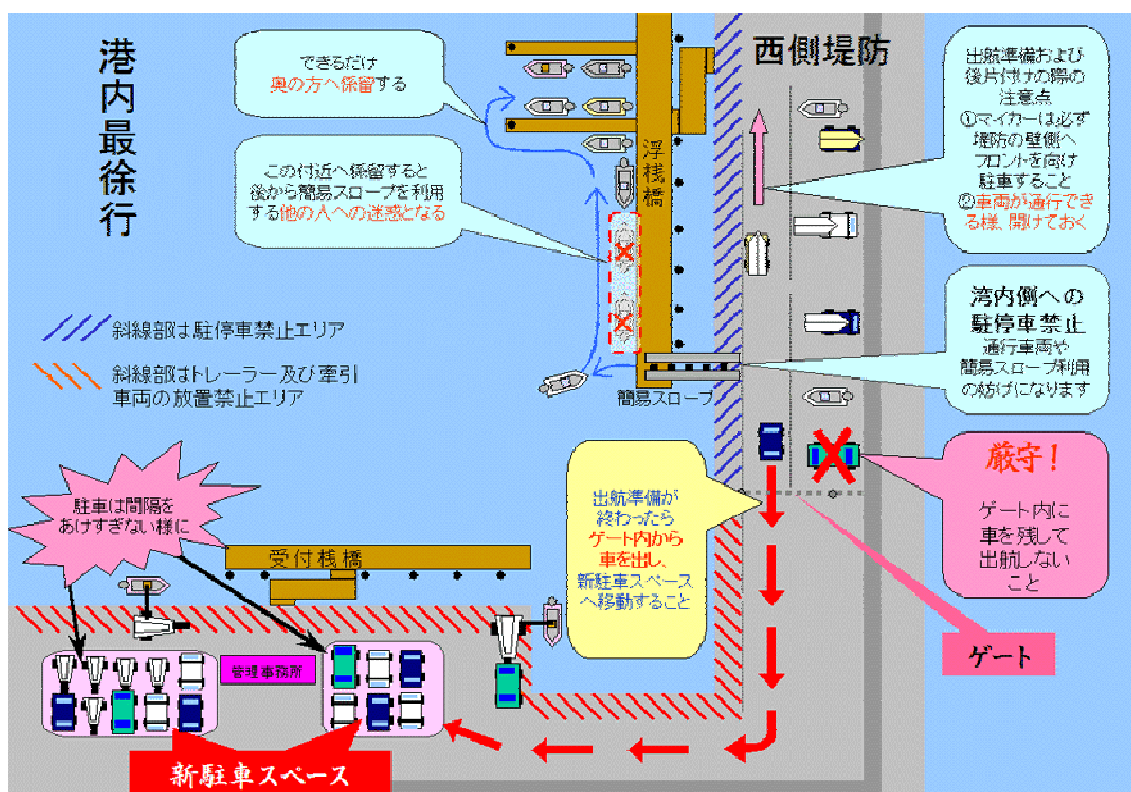 港内最徐行
できるだけ
奥の方へ係留する
この付近へ係留すると
後から簡易スロープを利用
する他の人への迷惑となる
斜線部は駐停車禁止エリア
斜線部はトレーラー及び牽引
車両の放置禁止エリア
浮桟橋
簡易スロープ
西側堤防
出航準備および
後片付けの際の
注意点
①マイカーは必ず
堤防の壁側へ
フロントを向け
駐車すること
②車両が通行でき
る様、開けておく
湾内側への
駐停車禁止
通行車両や
簡易スロープ利用
の妨げになります
厳守!
ゲート内に
車を残して
出航しない
こと
ゲート
出航準備が
終わったら
ゲート内から
車を出し、
新駐車スペース
へ移動すること
駐車は間隔を
あけすぎない様に
受付桟橋
管理事務所
新駐車スペース